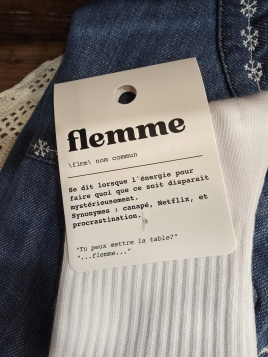 flemme
\flɛm\ nom commun
Se dit lorsque l'énergie pour
faire quoi que ce soit disparait
mystérieusement.
Synonymes : canapé, Netflix, et
procrastination.
"Tu peux mettre la table?"
"...flemme..."